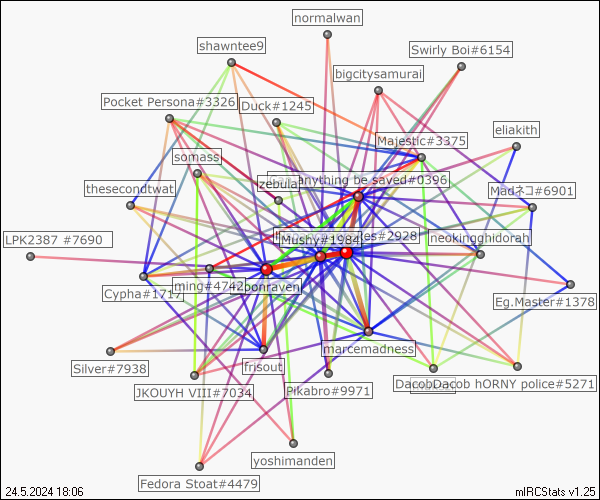 normalwan
shawntee9
Swirly Boi#6154
bigcitysamurai
Pocket Persona#3326
Duck#1245
eliakith
Majestic#3375
somass
anything be saved#0396
zebula
thesecondtwat
Madネコ#6901
LPK2387 #7690
Mushy#1984
es#2928
neokingghidorah
ming#4742
bonraven
Cypha#1717
Eg.Master#1378
marcemadness
Silver#7938
frisout
JKOUYH VIII#7034
Pikabro#9971
DacobDacob hORNY police#5271
yoshimanden
Fedora Stoat#4479
24.5.2024 18:06
mIRCStats v1.25